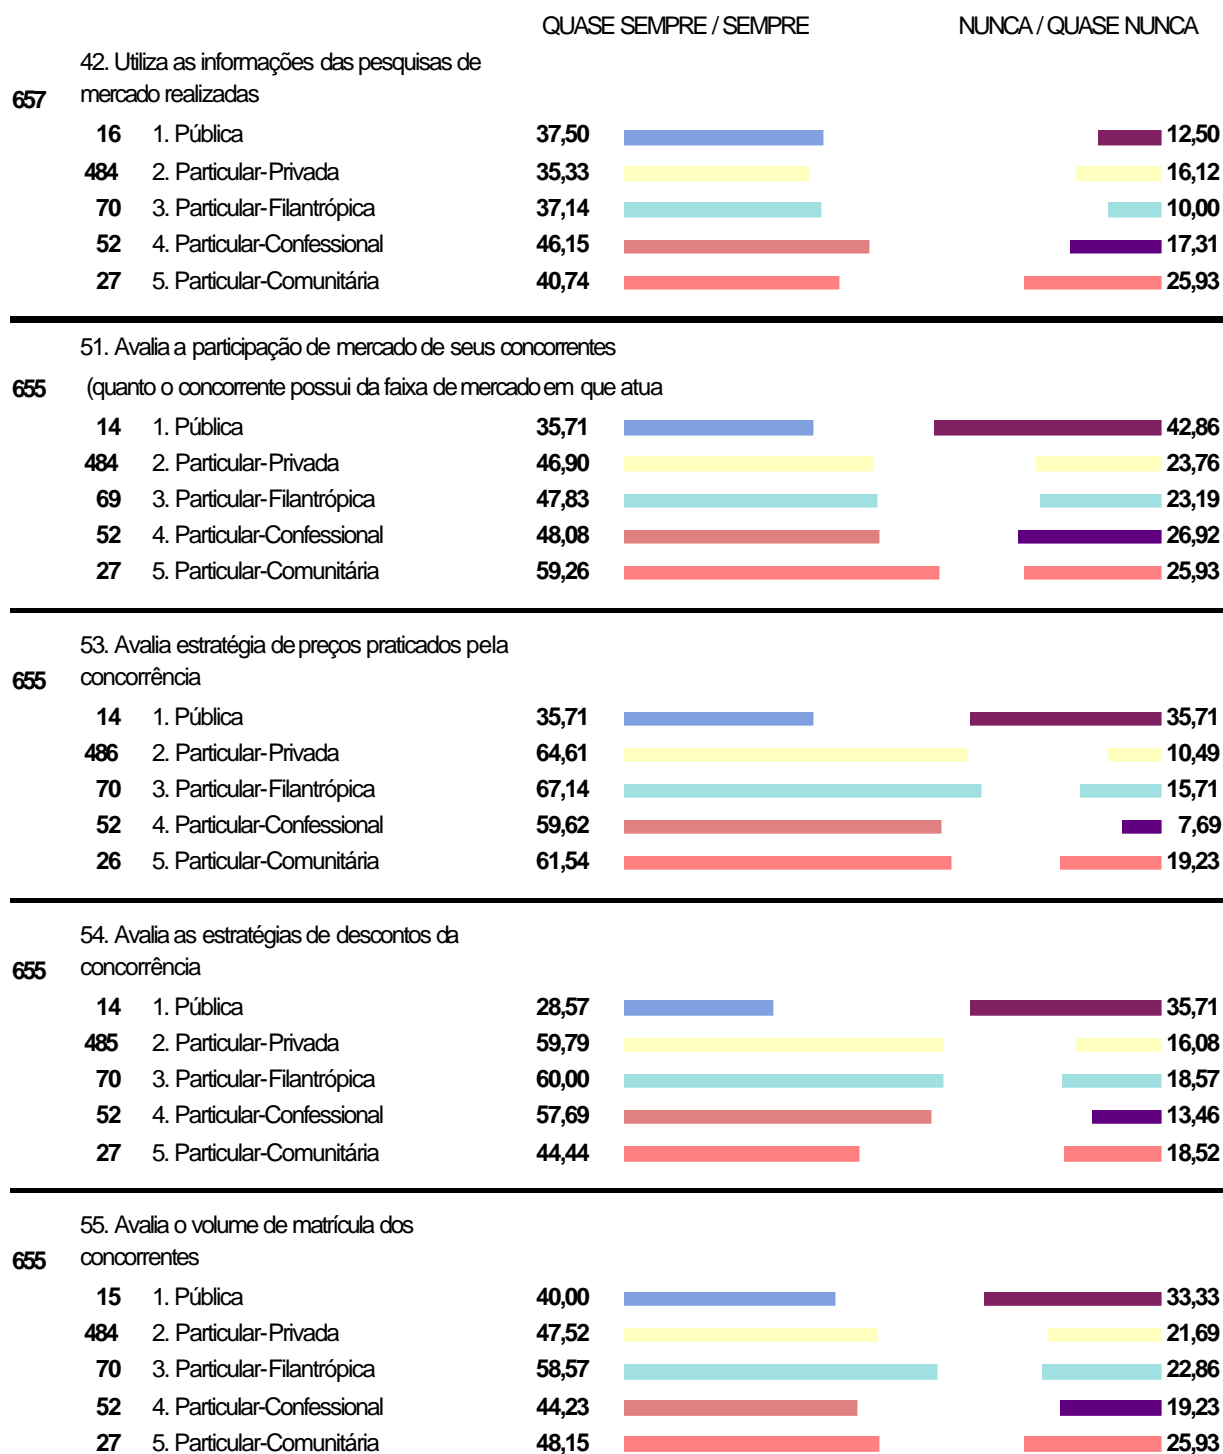 QUASE SEMPRE / SEMPRE NUNCA / QUASE NUNCA
42. Utiliza as informações das pesquisas de
657 mercado realizadas
16 1. Pública 37,50 12,50
484 2. Particular-Privada 35,33 16,12
70 3. Particular-Filantrópica 37,14 10,00
52 4. Particular-Confessional 46,15 17,31
27 5. Particular-Comunitária 40,74 25,93
51. Avalia a participação de mercado de seus concorrentes
655 (quanto o concorrente possui da faixa de mercado em que atua
14 1. Pública 35,71 42,86
484 2. Particular-Privada 46,90 23,76
69 3. Particular-Filantrópica 47,83 23,19
52 4. Particular-Confessional 48,08 26,92
27 5. Particular-Comunitária 59,26 25,93
53. Avalia estratégia de preços praticados pela
655 concorrência
14 1. Pública 35,71 35,71
486 2. Particular-Privada 64,61 10,49
70 3. Particular-Filantrópica 67,14 15,71
52 4. Particular-Confessional 59,62 7,69
26 5. Particular-Comunitária 61,54 19,23
54. Avalia as estratégias de descontos da
655 concorrência
14 1. Pública 28,57 35,71
485 2. Particular-Privada 59,79 16,08
70 3. Particular-Filantrópica 60,00 18,57
52 4. Particular-Confessional 57,69 13,46
27 5. Particular-Comunitária 44,44 18,52
55. Avalia o volume de matrícula dos
655 concorrentes
15 1. Pública 40,00 33,33
484 2. Particular-Privada 47,52 21,69
70 3. Particular-Filantrópica 58,57 22,86
52 4. Particular-Confessional 44,23 19,23
27 5. Particular-Comunitária 48,15 25,93